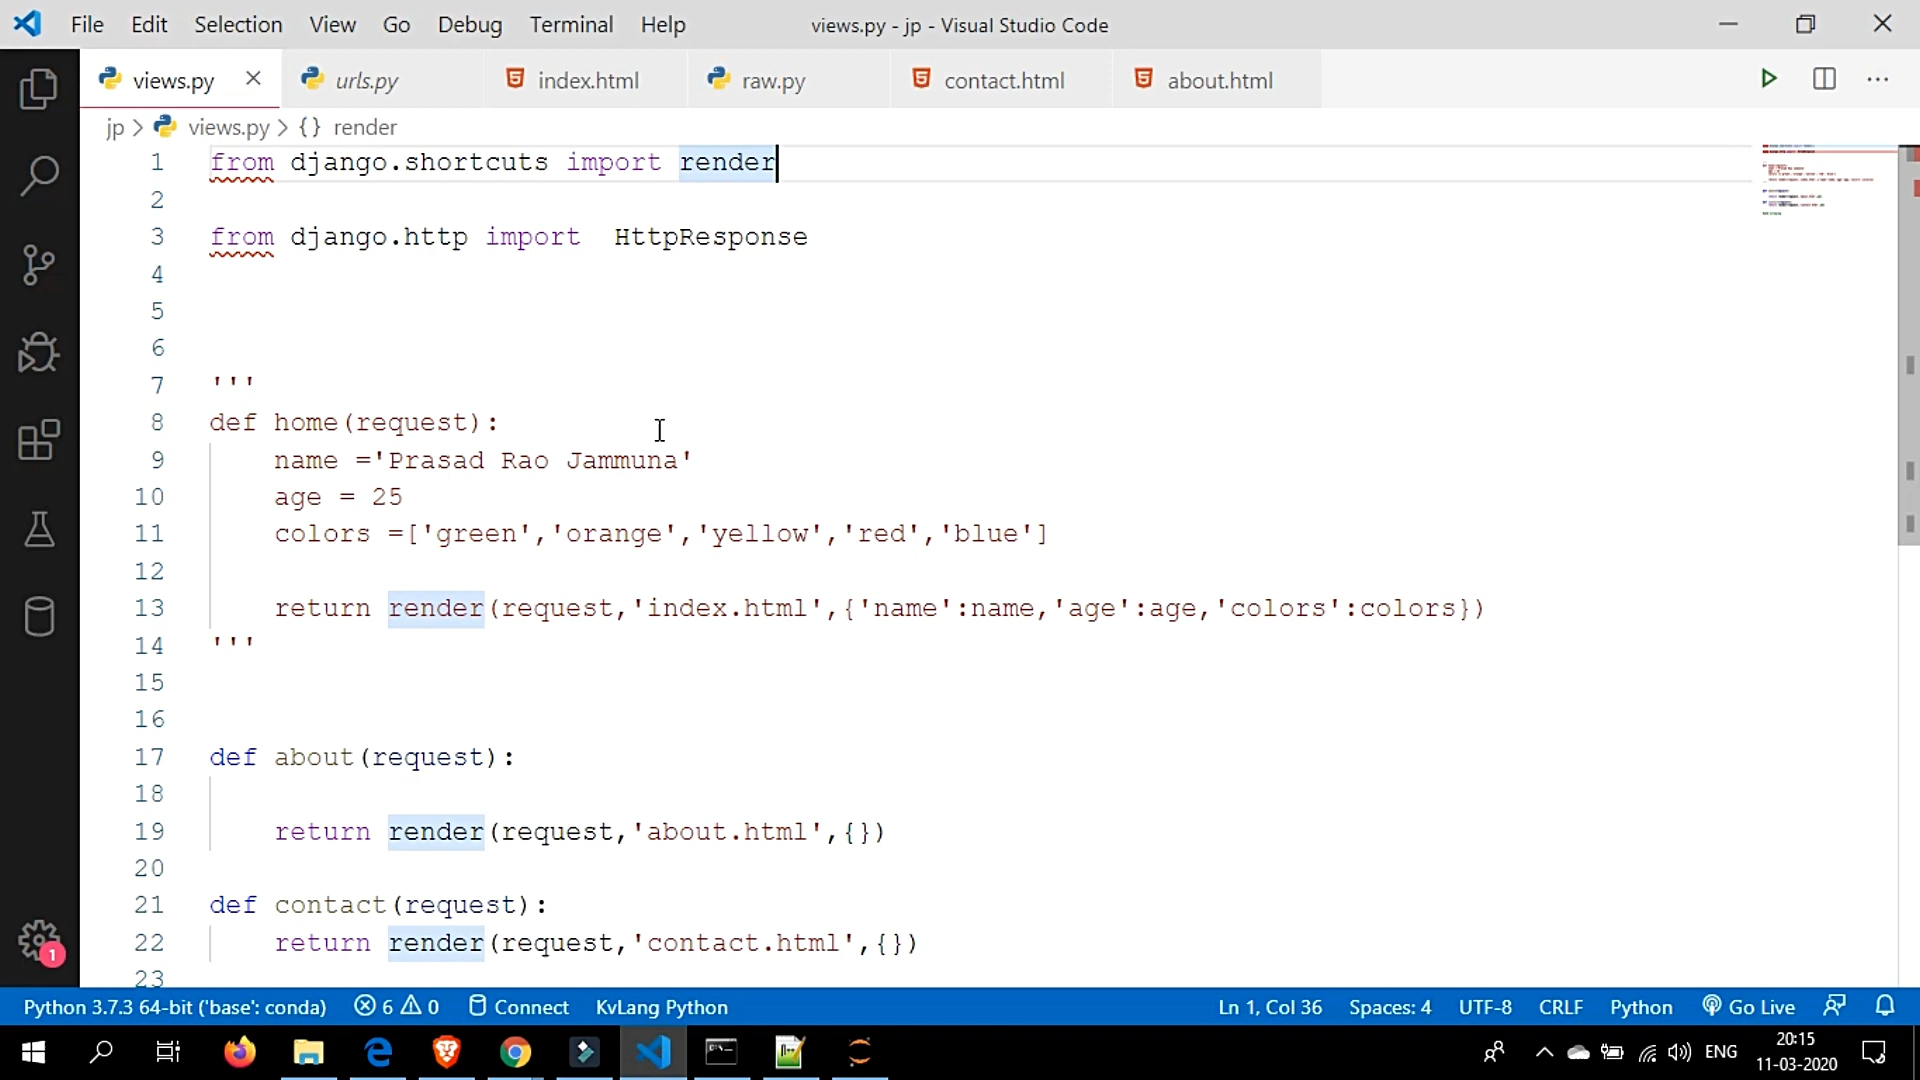 File Edit Selection View Go Debug Terminal Help views.py - jp - Visual Studio Code
views.py urls.py index.html raw.py contact.html about.html
jp > views.py > {} render
1 from django.shortcuts import render
2
3 from django.http import  HttpResponse
4
5
6
7 '''
8 def home(request):
9     name ='Prasad Rao Jammuna'
10     age = 25
11     colors =['green','orange','yellow','red','blue']
12
13     return render(request,'index.html',{'name':name,'age':age,'colors':colors})
14 '''
15
16
17 def about(request):
18
19     return render(request,'about.html',{})
20
21 def contact(request):
22     return render(request,'contact.html',{})
23
1
Python 3.7.3 64-bit ('base': conda) 6 0 Connect KvLang Python Ln 1, Col 36 Spaces: 4 UTF-8 CRLF Python Go Live
ENG 20:15
11-03-2020